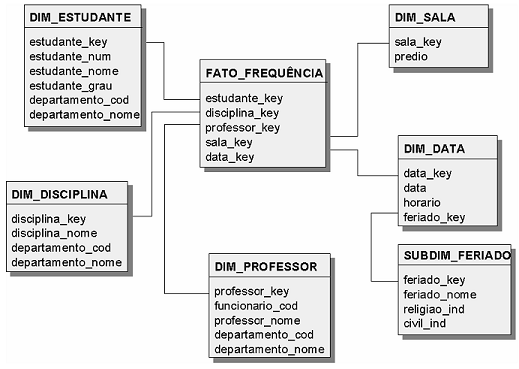 DIM_ESTUDANTE
estudante_key
estudante_num
estudante_nome
estudante_grau
departamento_cod
departamento_nome
DIM_SALA
sala_key
predio
FATO_FREQUÊNCIA
estudante_key
disciplina_key
professor_key
sala_key
data_key
DIM_DATA
data_key
data
horario
feriado_key
DIM_DISCIPLINA
disciplina_key
disciplina_nome
departamento_cod
departamento_nome
DIM_PROFESSOR
professor_key
funcionario_cod
professor_nome
departamento_cod
departamento_nome
SUBDIM_FERIADO
feriado_key
feriado_nome
religiao_ind
civil_ind